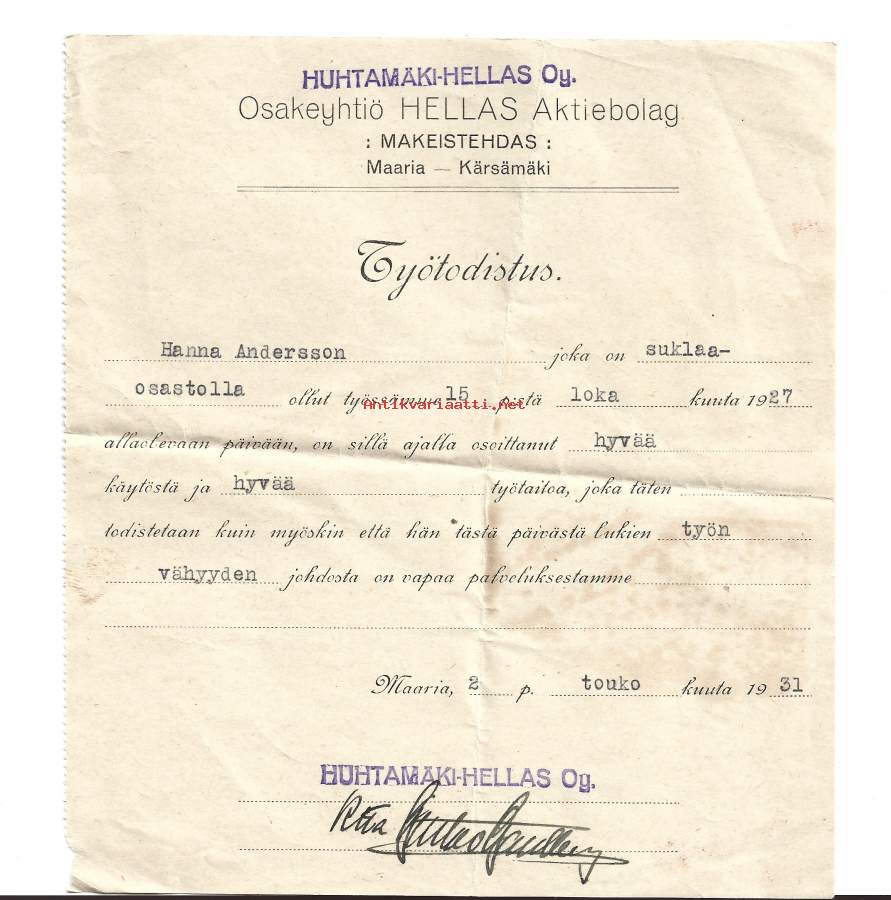 HUHTAMÄKI-HELLAS Oy.
Osakeyhtiö HELLAS Aktiebolag
: MAKEISTEHDAS :
Maaria — Kärsämäki
Työtodistus.
Hanna Andersson joka on suklaa-
osastolla ollut työssämme 15 p:stä loka kuuta 1927
Antikvariaatti.net
allaolevaan päivään, on sillä ajalla osoittanut hyvää
käytöstä ja hyvää työtaitoa, joka täten
todistetaan kuin myöskin että hän tästä päivästä lukien työn
vähyyden johdosta on vapaa palveluksestamme
Maaria, 2 p. touko kuuta 1931
HUHTAMÄKI-HELLAS Oy.